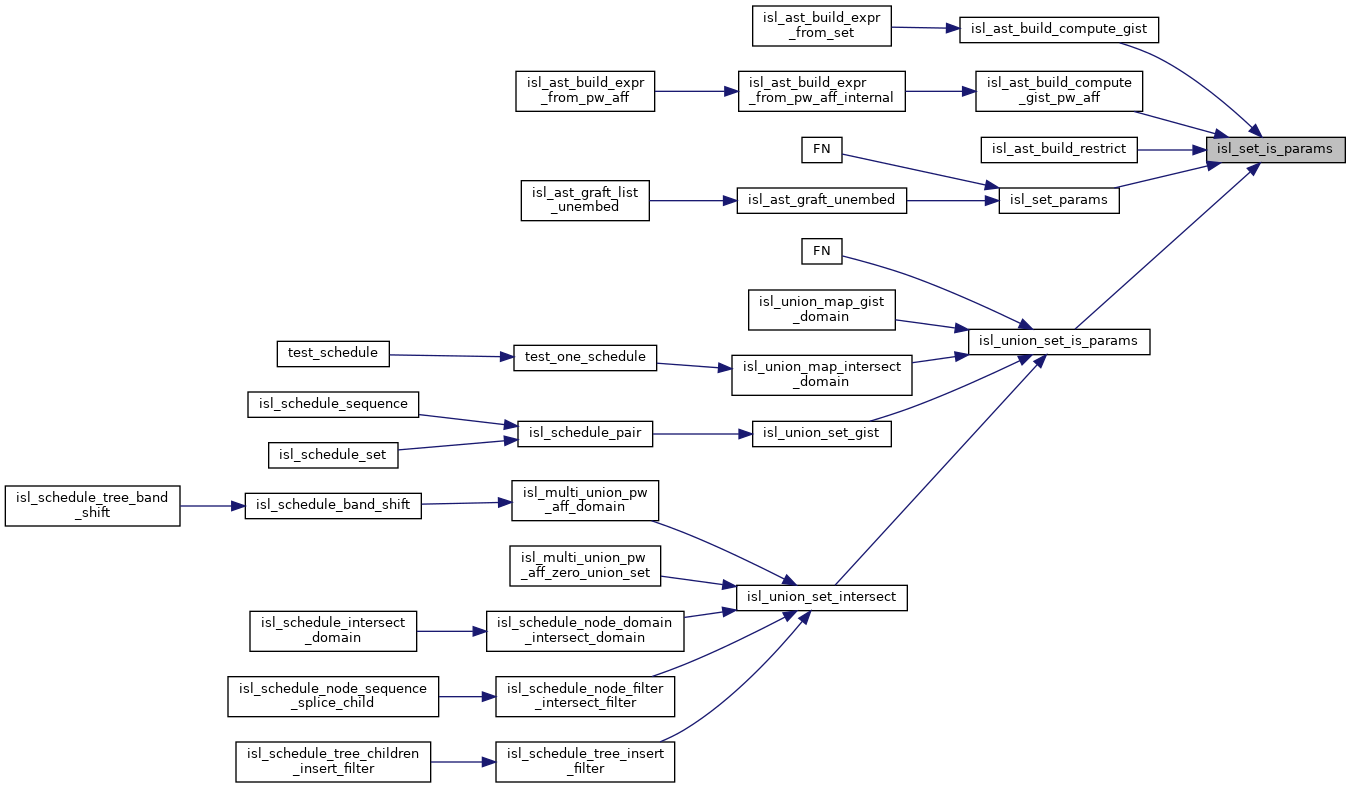 isl_ast_build_expr
_from_set
isl_ast_build_compute_gist
isl_ast_build_expr
_from_pw_aff
isl_ast_build_expr
_from_pw_aff_internal
isl_ast_build_compute
_gist_pw_aff
FN
isl_ast_build_restrict
isl_set_is_params
isl_ast_graft_list
_unembed
isl_ast_graft_unembed
isl_set_params
FN
isl_union_map_gist
_domain
isl_union_set_is_params
test_schedule
test_one_schedule
isl_union_map_intersect
_domain
isl_schedule_sequence
isl_schedule_pair
isl_union_set_gist
isl_schedule_set
isl_schedule_tree_band
_shift
isl_schedule_band_shift
isl_multi_union_pw
_aff_domain
isl_multi_union_pw
_aff_zero_union_set
isl_union_set_intersect
isl_schedule_intersect
_domain
isl_schedule_node_domain
_intersect_domain
isl_schedule_node_sequence
_splice_child
isl_schedule_node_filter
_intersect_filter
isl_schedule_tree_children
_insert_filter
isl_schedule_tree_insert
_filter